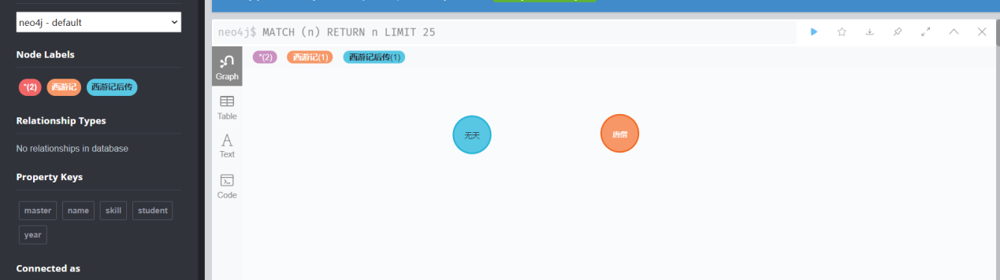 neo4j - default
Node Labels
*(2) 西游记 西游记后传
Relationship Types
No relationships in database
Property Keys
master name skill student
year
Connected as
neo4j$ MATCH (n) RETURN n LIMIT 25
*(2) 西游记(1) 西游记后传(1)
Graph
Table
Text
Code
无天
唐僧